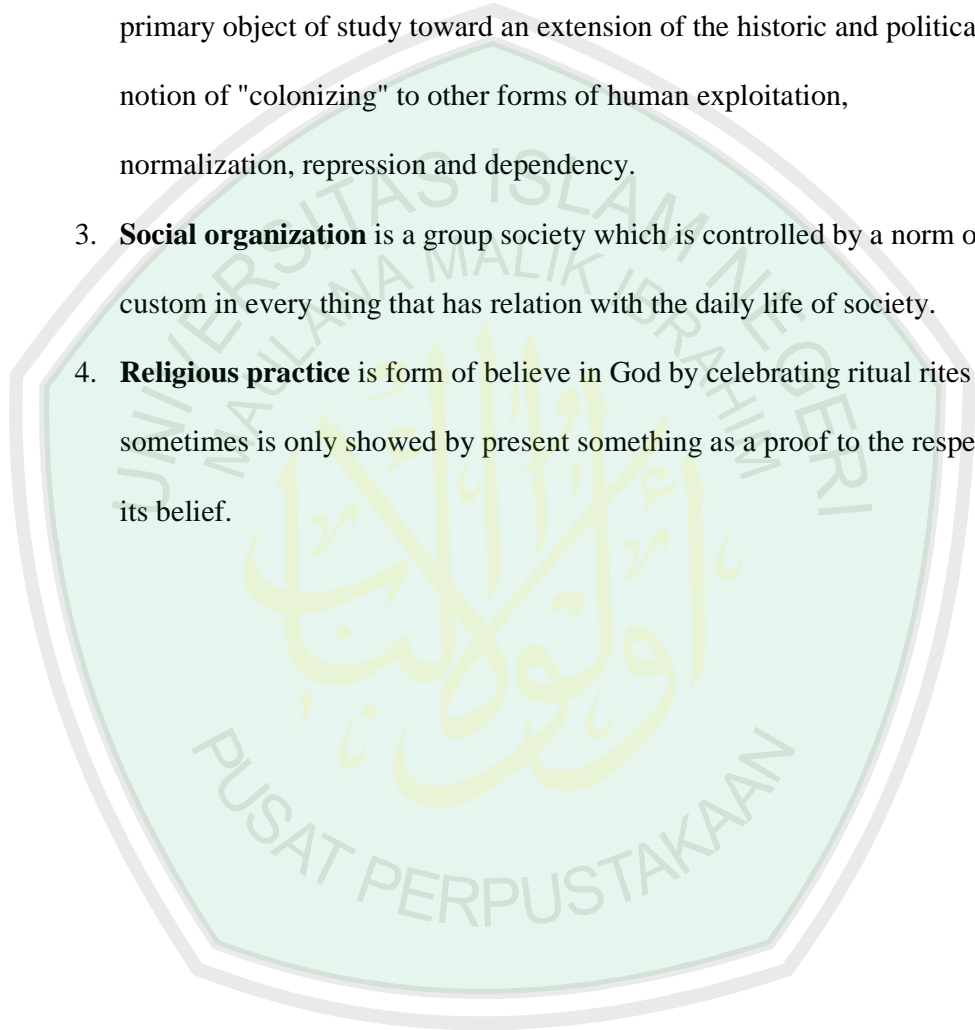 primary object of study toward an extension of the historic and politica
notion of "colonizing" to other forms of human exploitation,
normalization, repression and dependency.
3. Social organization is a group society which is controlled by a norm o
custom in every thing that has relation with the daily life of society.
4. Religious practice is form of believe in God by celebrating ritual rites
sometimes is only showed by present something as a proof to the respe
its belief.
UNIVERSITAS ISLAM NEGERI
MAULANA MALIK IBRAHIM
أولوا الألباب
PUSAT PERPUSTAKAAN